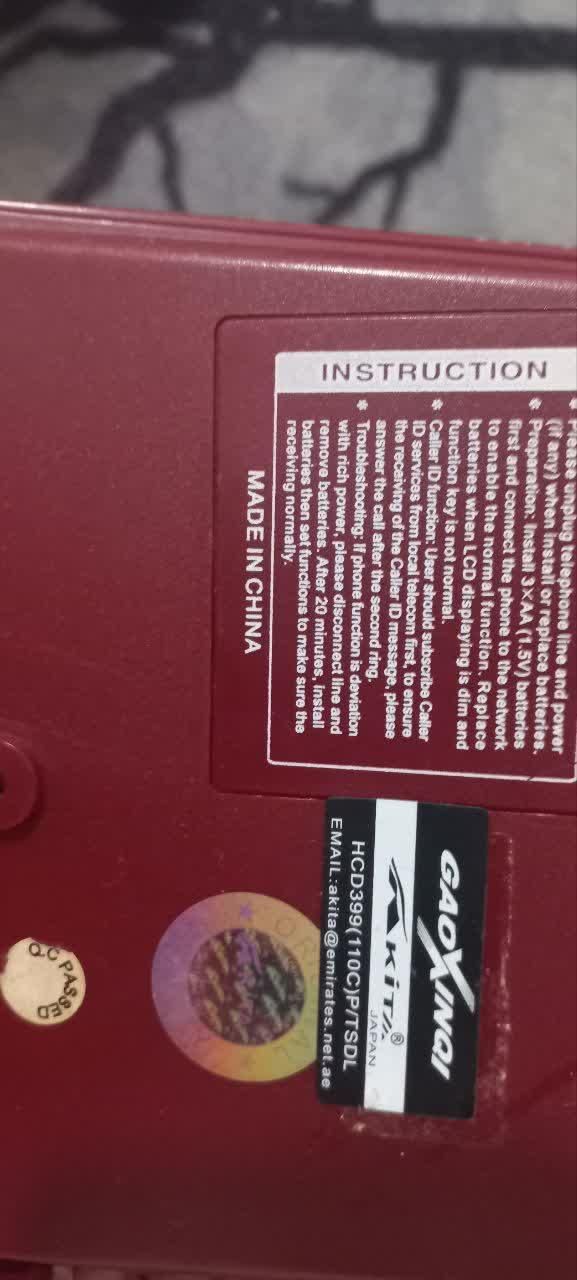 INSTRUCTION
* Please unplug telephone line and power
(if any) when install or replace batteries.
* Preparation: Install 3×AA (1.5V) batteries
first and connect the phone to the network
to enable the normal function. Replace
batteries when LCD displaying is dim and
function key is not normal.
* Caller ID function: User should subscribe Caller
ID services from local telecom first, to ensure
the recaiving of the Caller ID message, please
answer the call after the second ring.
* Troubleshooting: If phone function is deviation
with rich power, please disconnect line and
remove batteries. After 20 minutes, install
batteries then set functions to make sure the
receiving normally.
MADE IN CHINA
GAOXINQI
AKiTA®
JAPAN
HCD399(110C)P/TSDL
EMAIL:akita@emirates.net.ae
QC PASSED